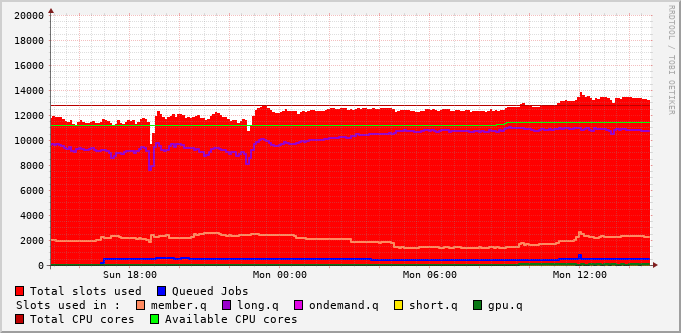 20000
18000
16000
14000
12000
10000
8000
6000
4000
2000
0
Sun 18:00 Mon 00:00 Mon 06:00 Mon 12:00
RRDTOOL / TOBI OETIKER
Total slots used Queued Jobs
Slots used in : member.q long.q ondemand.q short.q gpu.q
Total CPU cores Available CPU cores